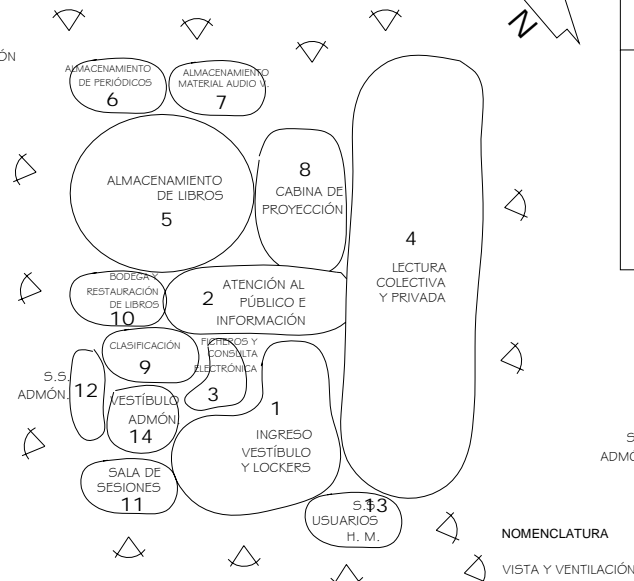 N
ÓN
ALMACENAMIENTO
DE PERIÓDICOS
6
ALMACENAMIENTO
MATERIAL AUDIO V.
7
ALMACENAMIENTO
DE LIBROS
5
8
CABINA DE
PROYECCIÓN
4
LECTURA
COLECTIVA
Y PRIVADA
BODEGA Y
RESTAURACIÓN
DE LIBROS
10
2
ATENCIÓN AL
PÚBLICO E
INFORMACIÓN
CLASIFICACIÓN
9
FICHEROS Y
CONSULTA
ELECTRÓNICA
3
S.S.
ADMÓN.
12
VESTÍBULO
ADMÓN.
14
1
INGRESO
VESTÍBULO
Y LOCKERS
SALA DE
SESIONES
11
S.S.
13
USUARIOS
H. M.
S
ADMÓ
NOMENCLATURA
VISTA Y VENTILACIÓN